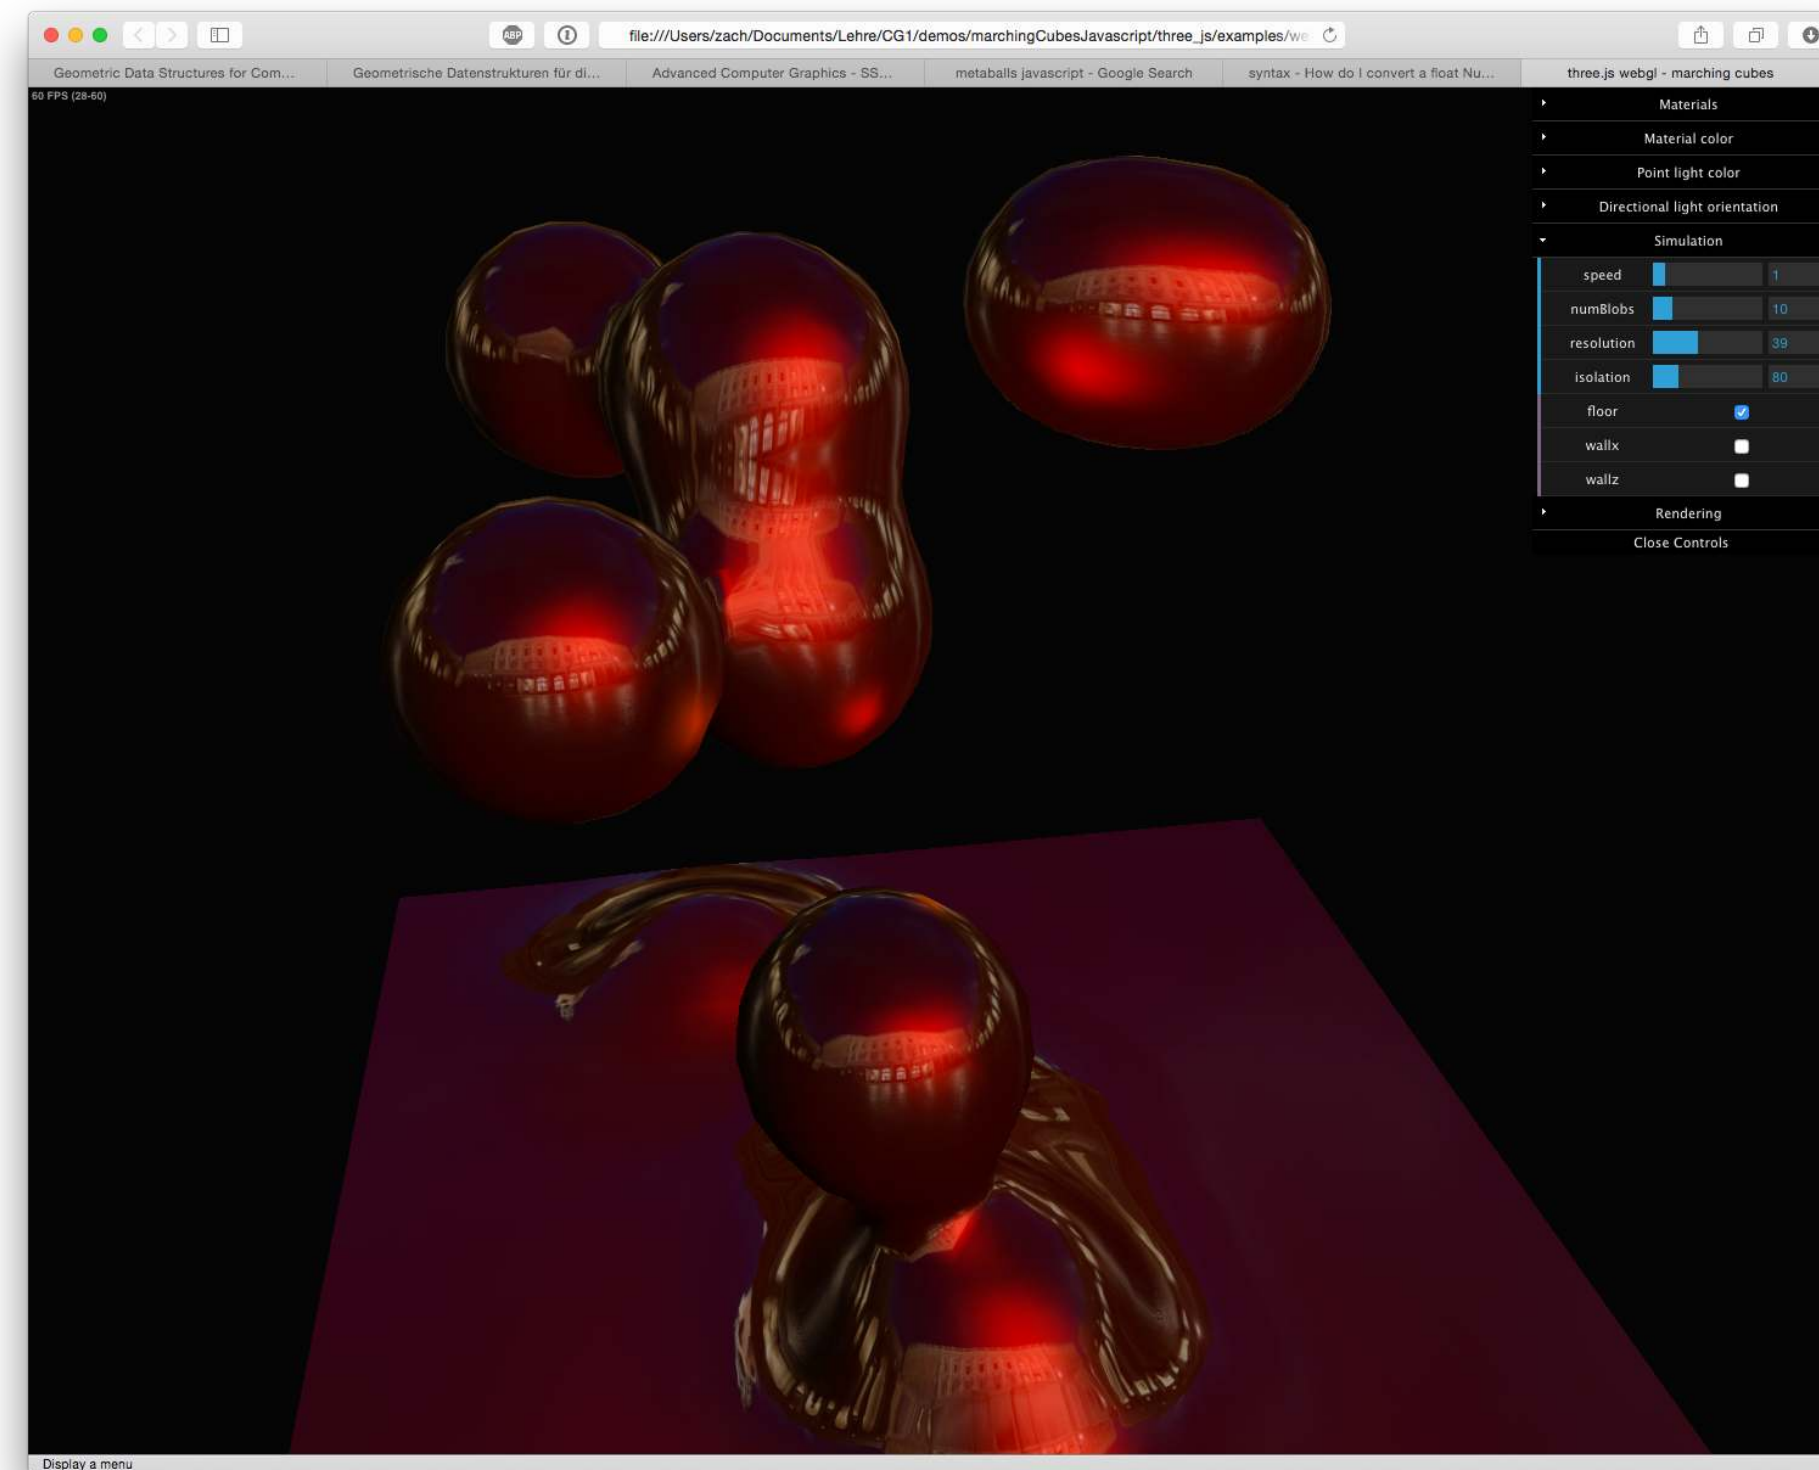 ABP
file:///Users/zach/Documents/Lehre/CG1/demos/marchingCubesJavascript/three_js/examples/we
Geometric Data Structures for Com... Geometrische Datenstrukturen für di... Advanced Computer Graphics - SS... metaballs javascript - Google Search syntax - How do I convert a float Nu... three.js webgl - marching cubes
60 FPS (28-60)
Materials
Material color
Point light color
Directional light orientation
Simulation
speed 1
numBlobs 10
resolution 39
isolation 80
floor
wallx
wallz
Rendering
Close Controls
Display a menu